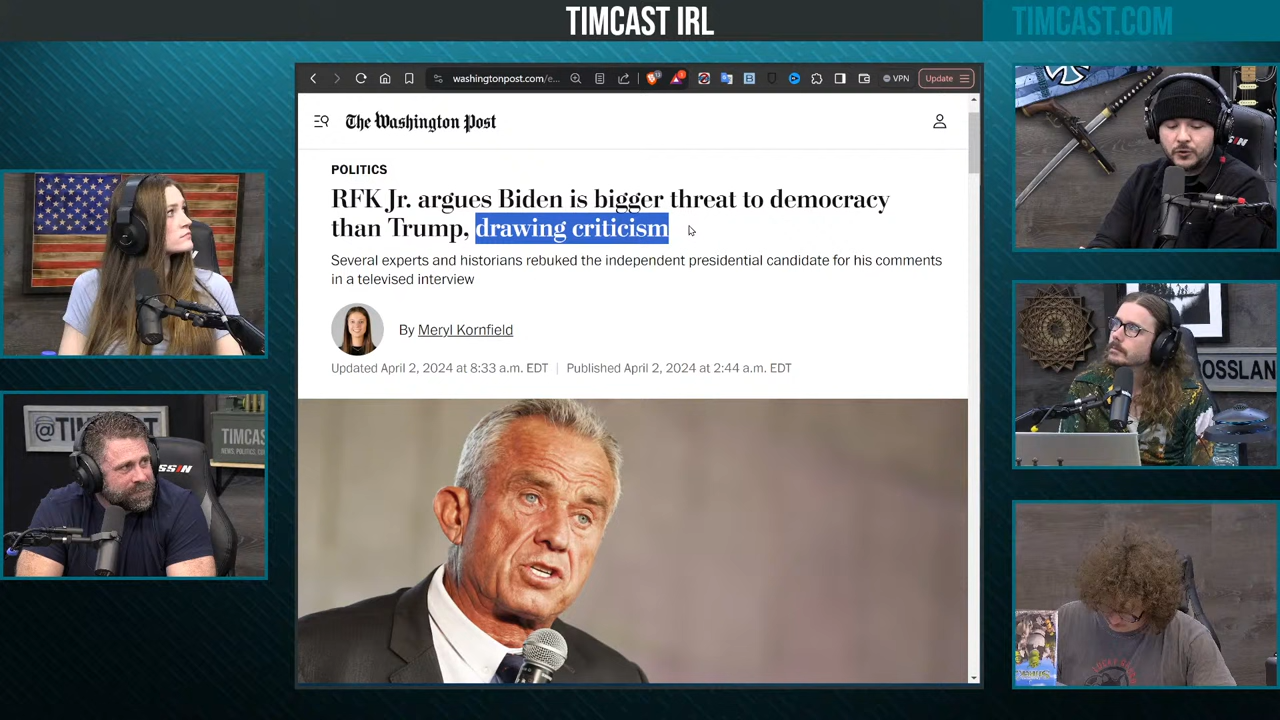 TIMCAST IRL
TIMCAST.COM
washingtonpost.com/e...
VPN
Update
The Washington Post
POLITICS
RFK Jr. argues Biden is bigger threat to democracy
than Trump, drawing criticism
Several experts and historians rebuked the independent presidential candidate for his comments
in a televised interview
By Meryl Kornfield
Updated April 2, 2024 at 8:33 a.m. EDT
Published April 2, 2024 at 2:44 a.m. EDT
@TIMCAST
TIMCAS
SSIN
OSSLAN